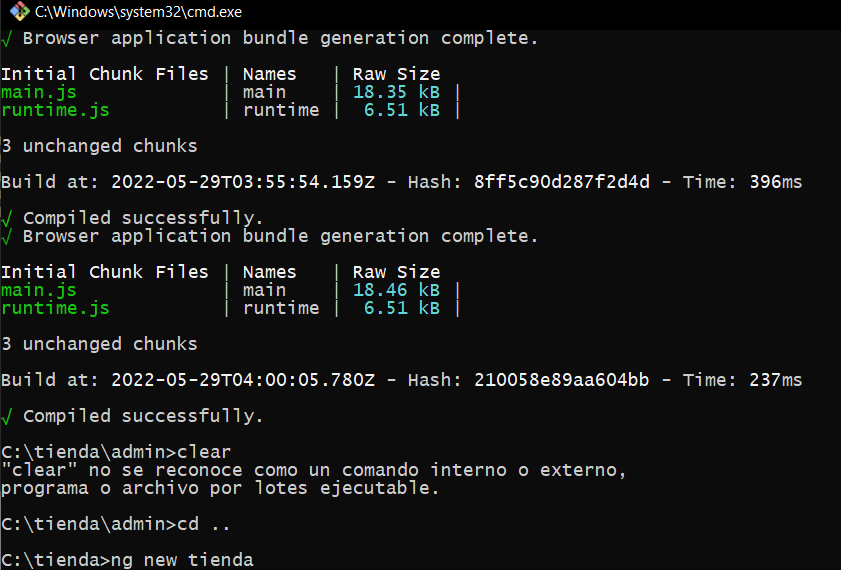 C:\Windows\system32\cmd.exe
√ Browser application bundle generation complete.
Initial Chunk Files | Names | Raw Size
main.js | main | 18.35 kB |
runtime.js | runtime | 6.51 kB |
3 unchanged chunks
Build at: 2022-05-29T03:55:54.159Z - Hash: 8ff5c90d287f2d4d - Time: 396ms
√ Compiled successfully.
√ Browser application bundle generation complete.
Initial Chunk Files | Names | Raw Size
main.js | main | 18.46 kB |
runtime.js | runtime | 6.51 kB |
3 unchanged chunks
Build at: 2022-05-29T04:00:05.780Z - Hash: 210058e89aa604bb - Time: 237ms
√ Compiled successfully.
C:\tienda\admin>clear
"clear" no se reconoce como un comando interno o externo,
programa o archivo por lotes ejecutable.
C:\tienda\admin>cd ..
C:\tienda>ng new tienda